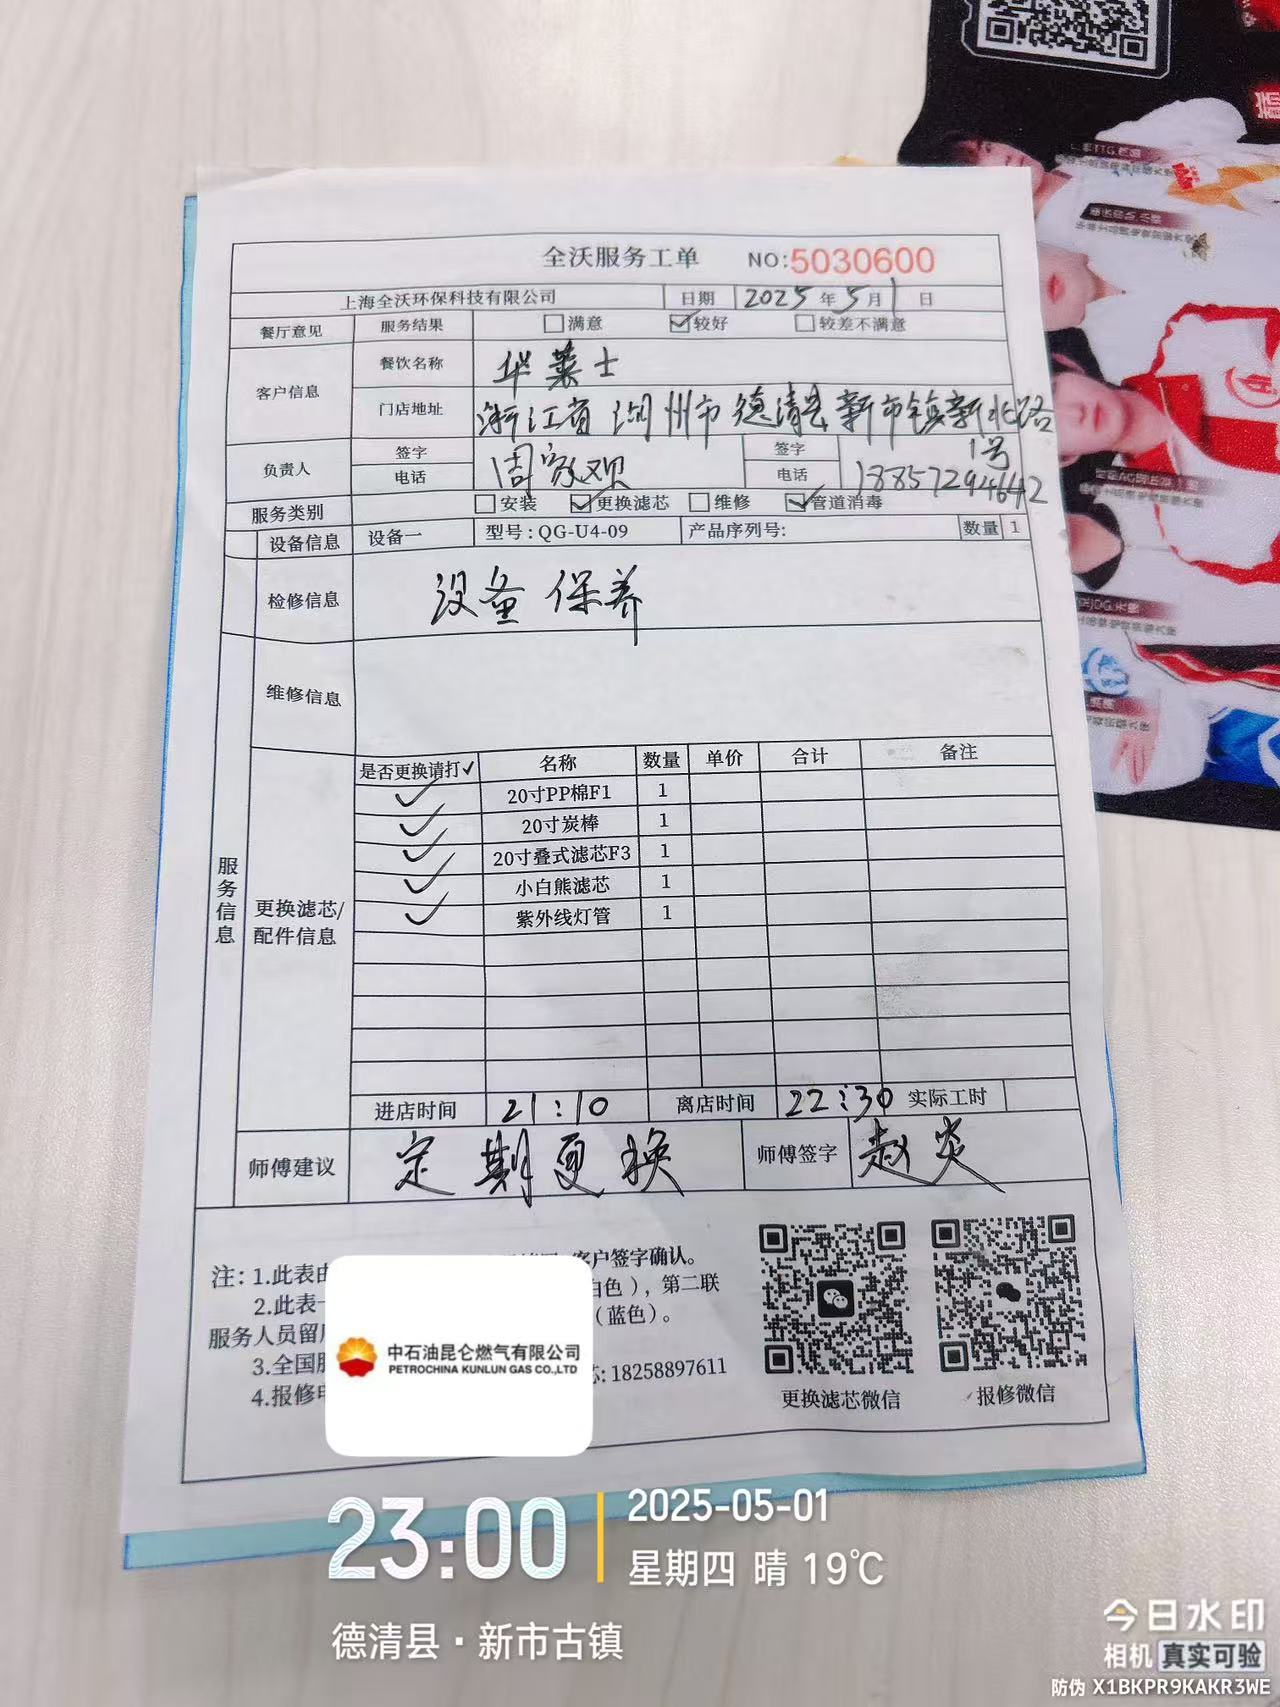 全沃服务工单 NO:5030600
上海全沃环保科技有限公司 日期 2025年5月1日
餐厅意见 服务结果 满意 较好 较差不满意
客户信息 餐饮名称 华莱士
门店地址 浙江省湖州市德清县新市镇新北路
1号
负责人 签字 签字
电话 电话 18857294642
服务类别 安装 更换滤芯 维修 管道消毒
设备信息 设备一 型号:QG-U4-09 产品序列号: 数量 1
检修信息 设备保养
维修信息
服务信息
更换滤芯/
配件信息
是否更换请打✓ 名称 数量 单价 合计 备注
✓ 20寸PP棉F1 1
✓ 20寸炭棒 1
✓ 20寸叠式滤芯F3 1
✓ 小白熊滤芯 1
✓ 紫外线灯管 1
进店时间 21:10 离店时间 22:30 实际工时
师傅建议 定期更换 师傅签字 赵炎
注: 1.此表由 客户签字确认。
2.此表一 白色),第二联
服务人员留 (蓝色)。
3.全国服
4.报修电 芯: 18258897611
更换滤芯微信 报修微信
中石油昆仑燃气有限公司
PETROCHINA KUNLUN GAS CO.,LTD
23:00
2025-05-01
星期四 晴 19℃
德清县·新市古镇
今日水印
相机 真实可验
防伪 X1BKPR9KAKR3WE